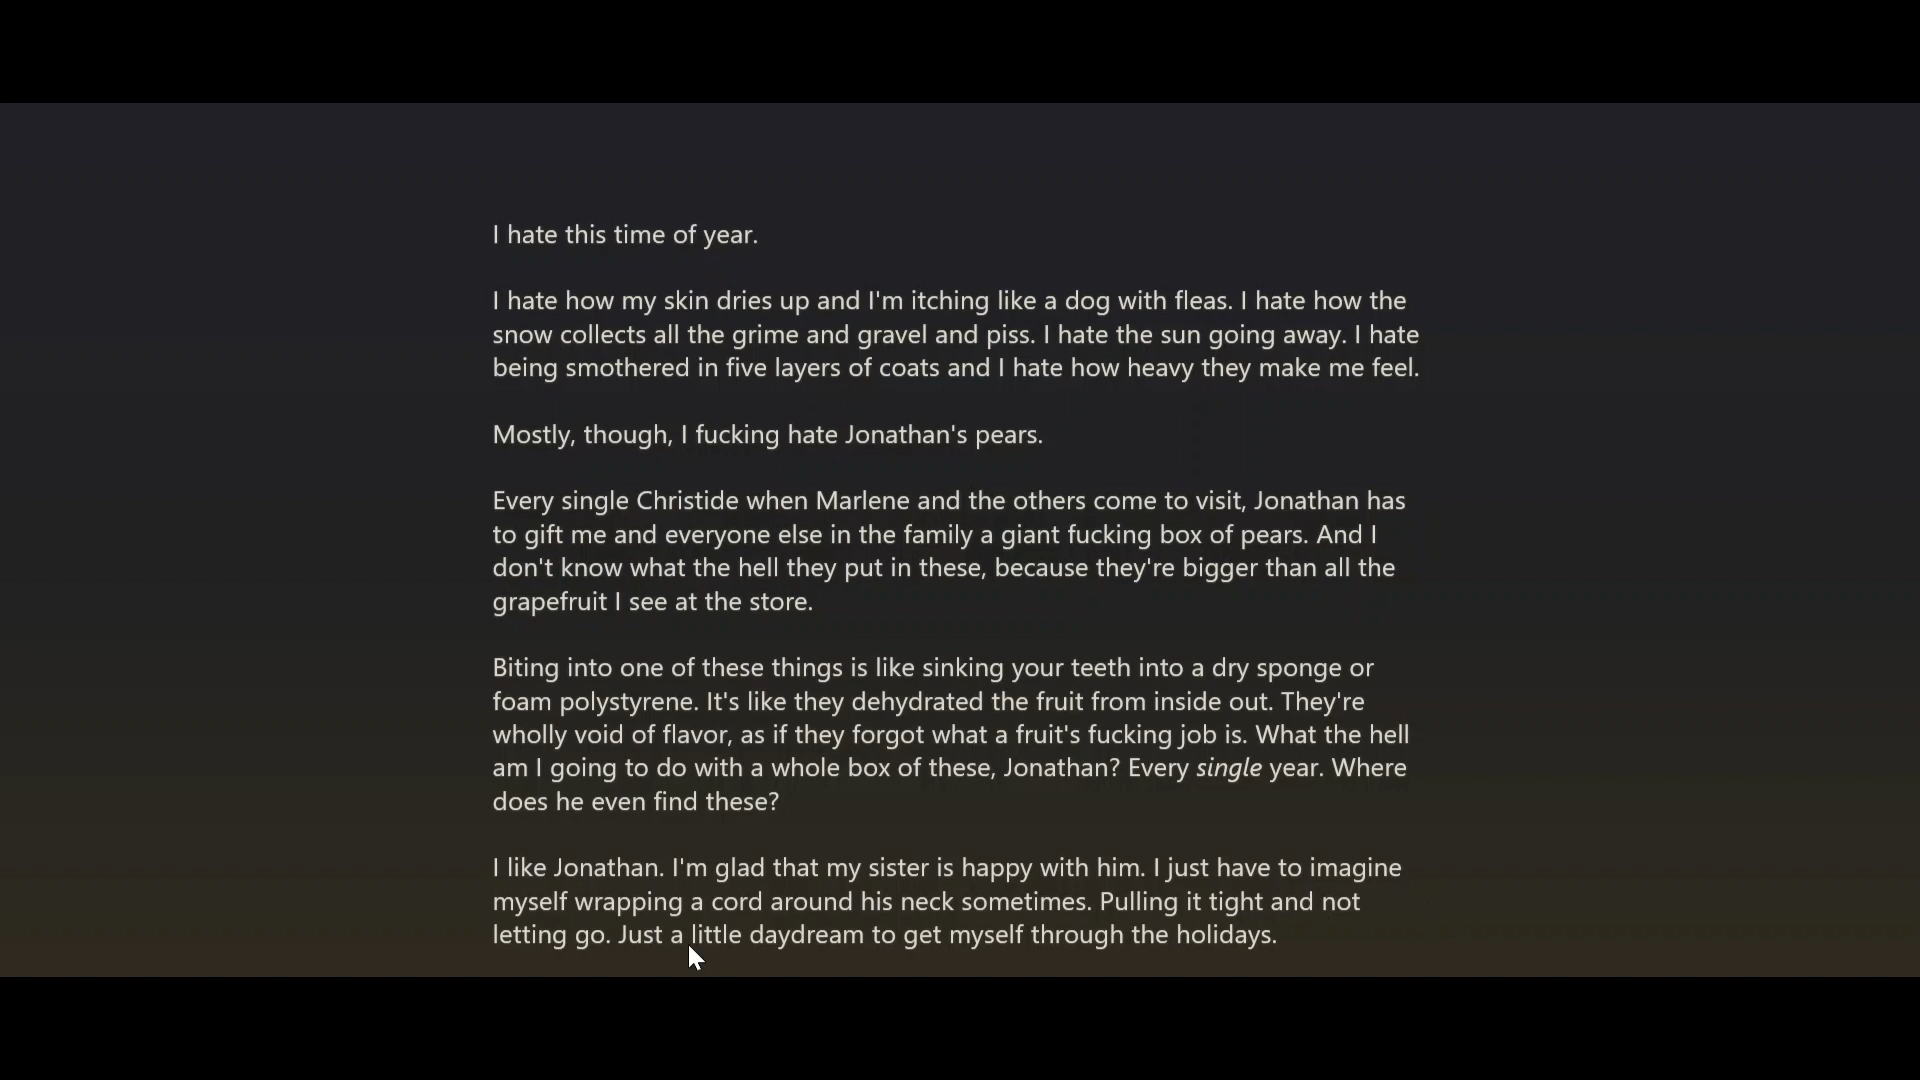 I hate this time of year.
I hate how my skin dries up and I'm itching like a dog with fleas. I hate how the
snow collects all the grime and gravel and piss. I hate the sun going away. I hate
being smothered in five layers of coats and I hate how heavy they make me feel.
Mostly, though, I fucking hate Jonathan's pears.
Every single Christide when Marlene and the others come to visit, Jonathan has
to gift me and everyone else in the family a giant fucking box of pears. And I
don't know what the hell they put in these, because they're bigger than all the
grapefruit I see at the store.
Biting into one of these things is like sinking your teeth into a dry sponge or
foam polystyrene. It's like they dehydrated the fruit from inside out. They're
wholly void of flavor, as if they forgot what a fruit's fucking job is. What the hell
am I going to do with a whole box of these, Jonathan? Every single year. Where
does he even find these?
I like Jonathan. I'm glad that my sister is happy with him. I just have to imagine
myself wrapping a cord around his neck sometimes. Pulling it tight and not
letting go. Just a little daydream to get myself through the holidays.